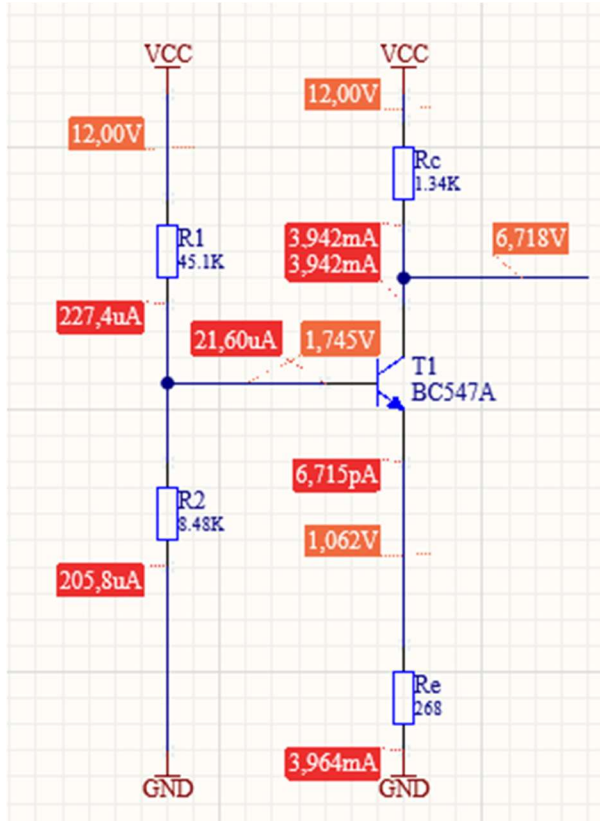 VCC
VCC
12,00V
12,00V
Rc
1.34K
R1
45.1K
3,942mA
3,942mA
6,718V
227,4uA
21,60uA
1,745V
T1
BC547A
6,715pA
R2
8.48K
1,062V
205,8uA
Re
268
3,964mA
GND
GND